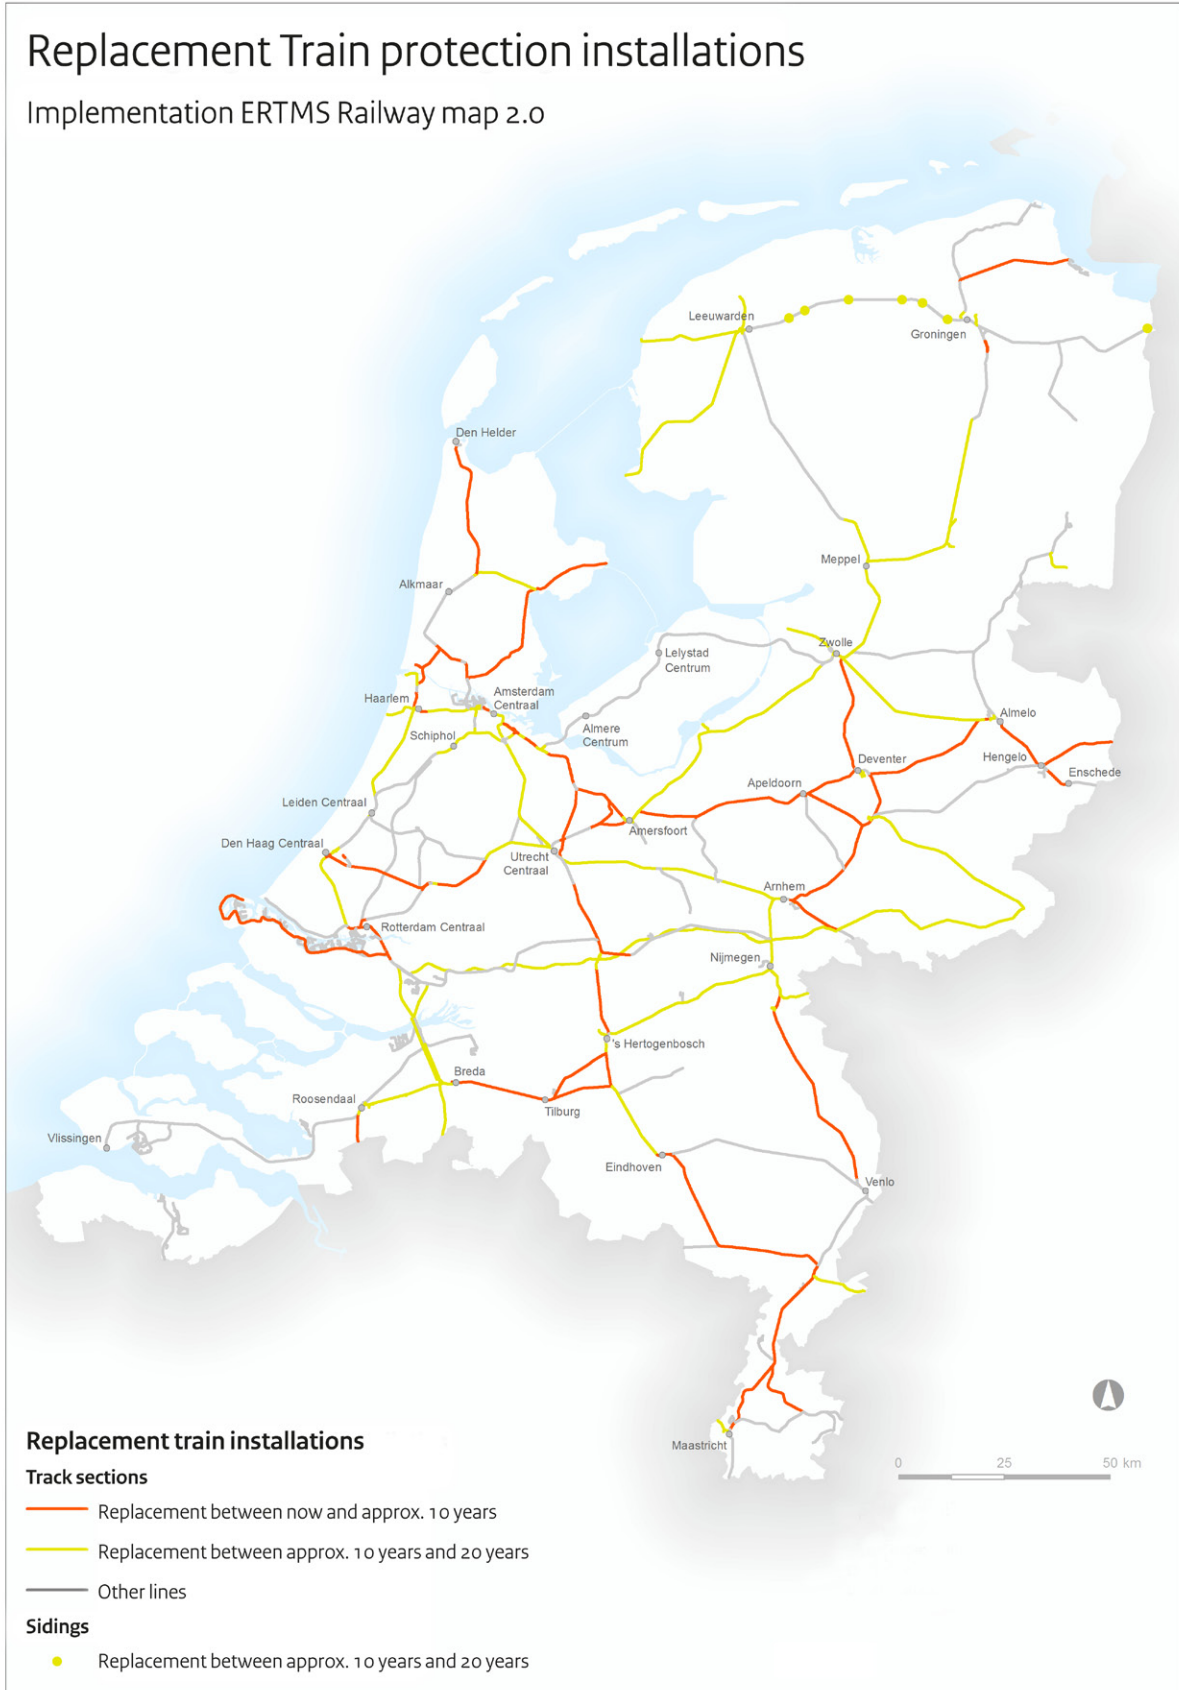 Replacement Train protection installations
Implementation ERTMS Railway map 2.0
Leeuwarden
Groningen
Den Helder
Meppel
Alkmaar
Zwolle
Lelystad
Centrum
Haarlem
Amsterdam
Centraal
Almelo
Schiphol
Almere
Centrum
Deventer
Hengelo
Enschede
Apeldoorn
Leiden Centraal
Amersfoort
Den Haag Centraal
Utrecht
Centraal
Arnhem
Rotterdam Centraal
Nijmegen
's Hertogenbosch
Breda
Roosendaal
Tilburg
Vlissingen
Eindhoven
Venlo
Maastricht
0 25 50 km
Replacement train installations
Track sections
Replacement between now and approx. 10 years
Replacement between approx. 10 years and 20 years
Other lines
Sidings
Replacement between approx. 10 years and 20 years